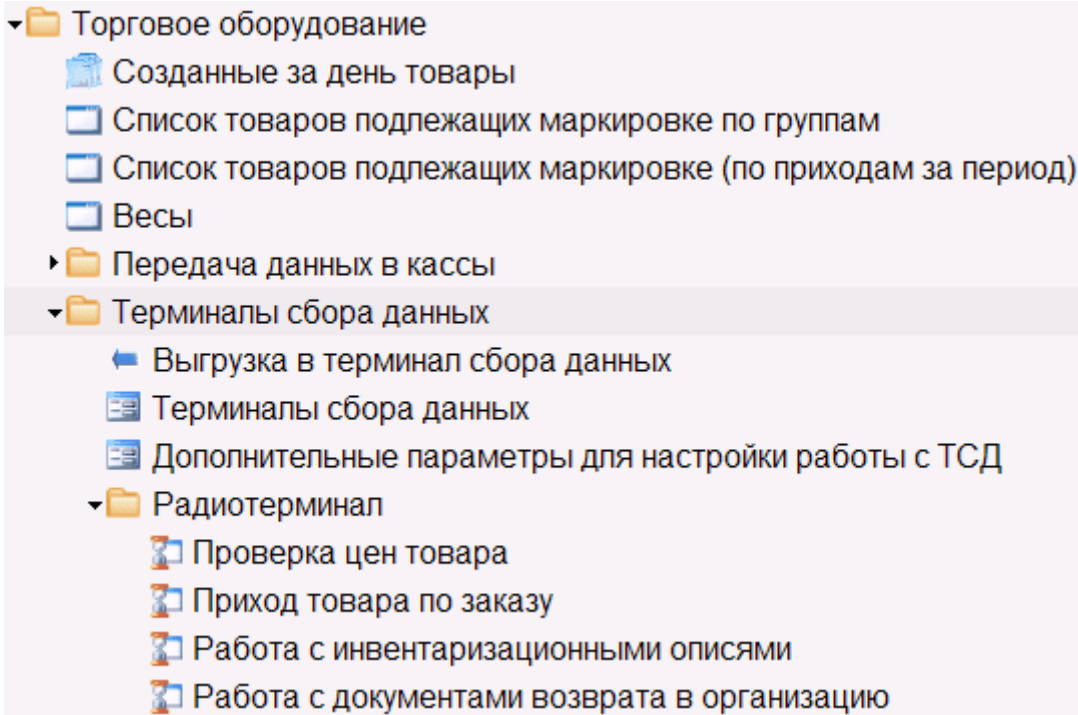 Торговое оборудование
Созданные за день товары
Список товаров подлежащих маркировке по группам
Список товаров подлежащих маркировке (по приходам за период)
Весы
Передача данных в кассы
Терминалы сбора данных
Выгрузка в терминал сбора данных
Терминалы сбора данных
Дополнительные параметры для настройки работы с ТСД
Радиотерминал
Проверка цен товара
Приход товара по заказу
Работа с инвентаризационными описями
Работа с документами возврата в организацию